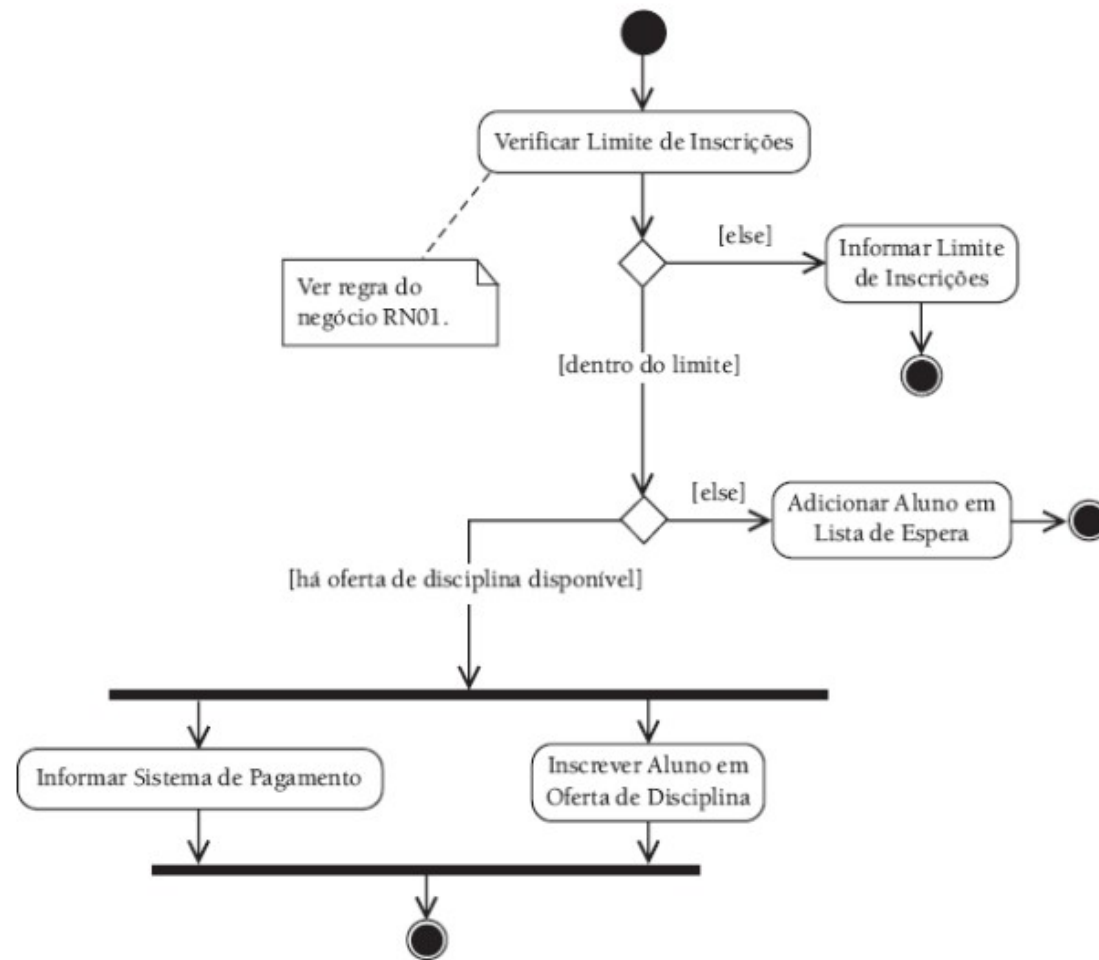 Verificar Limite de Inscrições
[else]
Informar Limite
de Inscrições
Ver regra do
negócio RN01.
[dentro do limite]
[else]
Adicionar Aluno em
Lista de Espera
[há oferta de disciplina disponível]
Informar Sistema de Pagamento
Inscrever Aluno em
Oferta de Disciplina